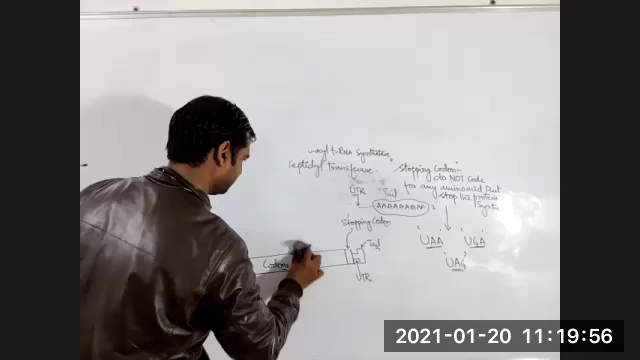 Peptidyl Transferase
"Stopping Codon"
do NOT Code
for any aminoacid but
stop the protein
UTR
Tail
AAAAAAAAA
Stopping Codon
'UAA'
'UGA'
'UAG'
Tail
Codons
UTR
2021-01-20 11:19:56